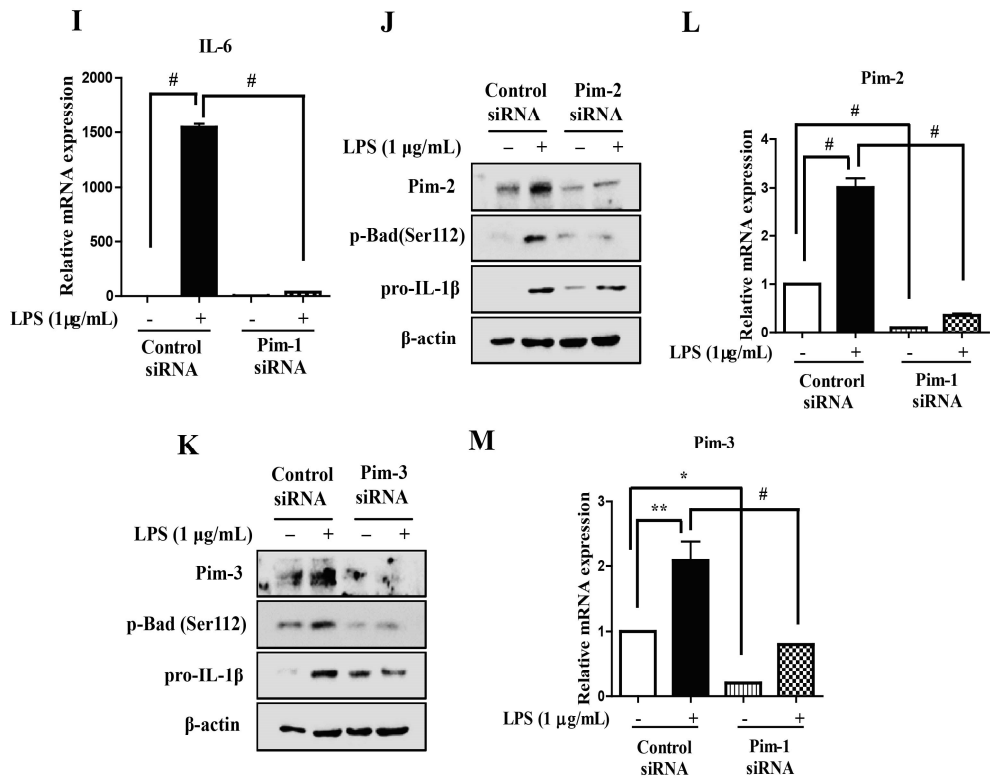 I
IL-6
Relative mRNA expression
2000
1500
1000
500
0
# #
LPS (1µg/mL) - + - +
Control siRNA
Pim-1 siRNA
J
Control siRNA
Pim-2 siRNA
LPS (1 µg/mL) – + – +
Pim-2
p-Bad(Ser112)
pro-IL-1β
β-actin
L
Pim-2
Relative mRNA expression
4
3
2
1
0
#
# #
LPS (1µg/mL) - + - +
Controrl siRNA
Pim-1 siRNA
K
Control siRNA
Pim-3 siRNA
LPS (1 µg/mL) – + – +
Pim-3
p-Bad (Ser112)
pro-IL-1β
β-actin
M
Pim-3
Relative mRNA expression
3
2
1
0
*
** #
LPS (1 µg/mL) - + - +
Control siRNA
Pim-1 siRNA